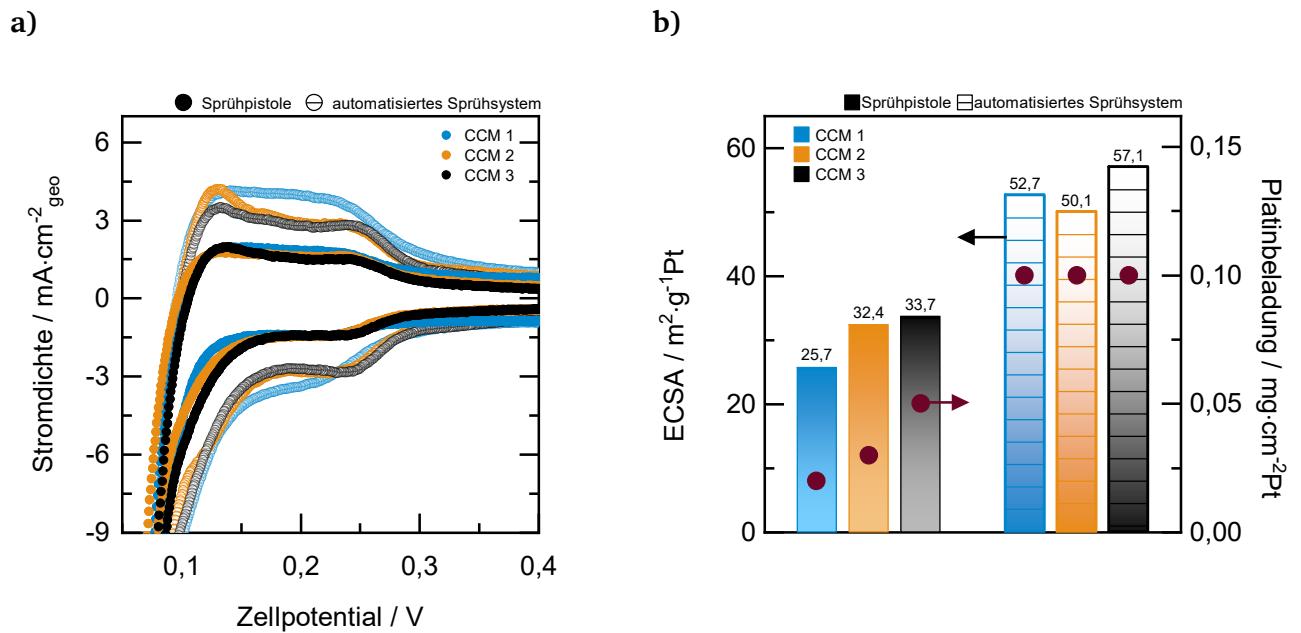 a)
Sprühpistole automatisiertes Sprühsystem
CCM 1
CCM 2
CCM 3
6
3
0
-3
-6
-9
0,1 0,2 0,3 0,4
Stromdichte / mA·cm⁻²geo
Zellpotential / V
b)
Sprühpistole automatisiertes Sprühsystem
CCM 1
CCM 2
CCM 3
60
40
20
0
ECSA / m²·g⁻¹Pt
25,7
32,4
33,7
52,7
50,1
57,1
0,15
0,10
0,05
0,00
Platinbeladung / mg·cm⁻²Pt